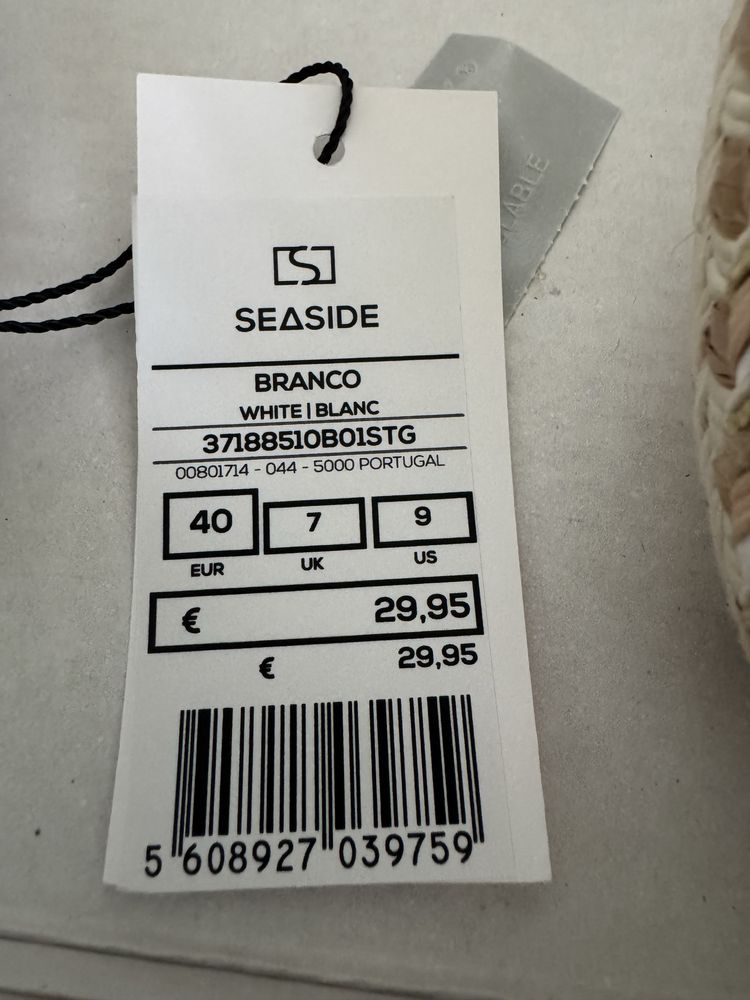 SEASIDE
BRANCO
WHITE | BLANC
37188510B01STG
00801714 - 044 - 5000 PORTUGAL
40 7 9
EUR UK US
€ 29,95
€ 29,95
5 608927 039759